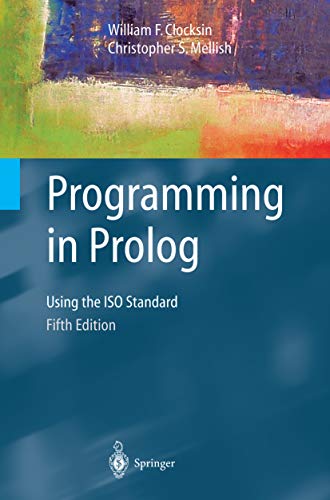 William F. Clocksin
Christopher S. Mellish
Programming
in Prolog
Using the ISO Standard
Fifth Edition
Springer